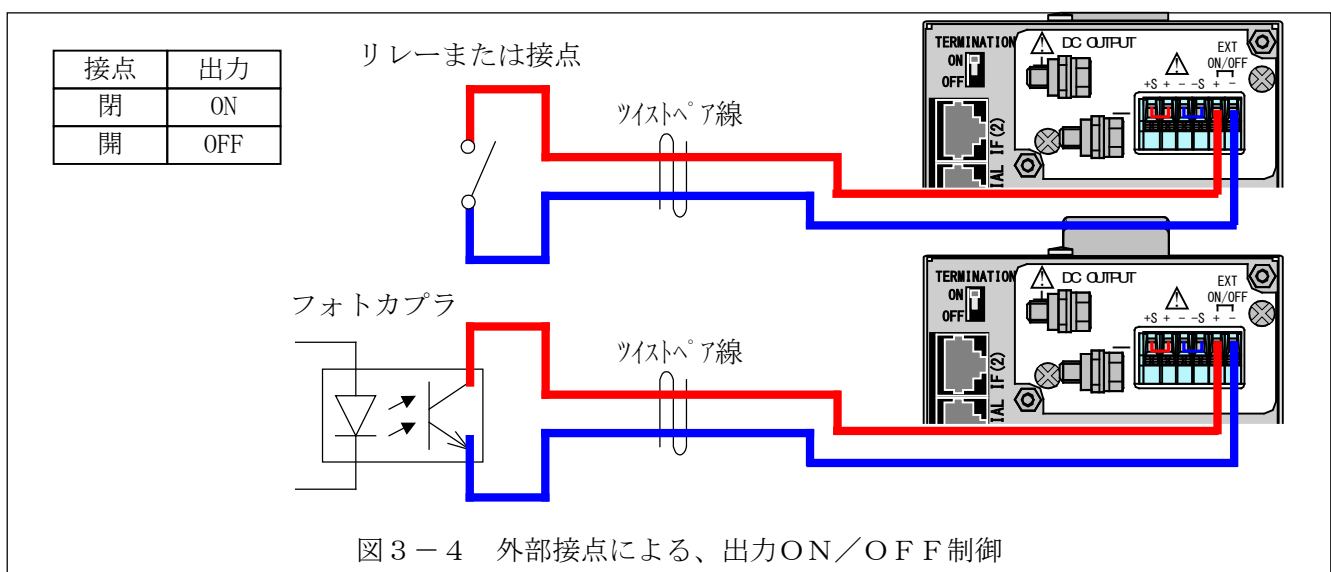 接点 出力
閉 ON
開 OFF
リレーまたは接点
ツイストペア線
TERMINATION
ON
OFF
DC OUTPUT
EXT
ON/OFF
+S + − −S + −
−
IAL IF(2)
フォトカプラ
ツイストペア線
TERMINATION
ON
OFF
DC OUTPUT
EXT
ON/OFF
+S + − −S + −
−
IAL IF(2)
図3－4 外部接点による、出力ON／OFF制御